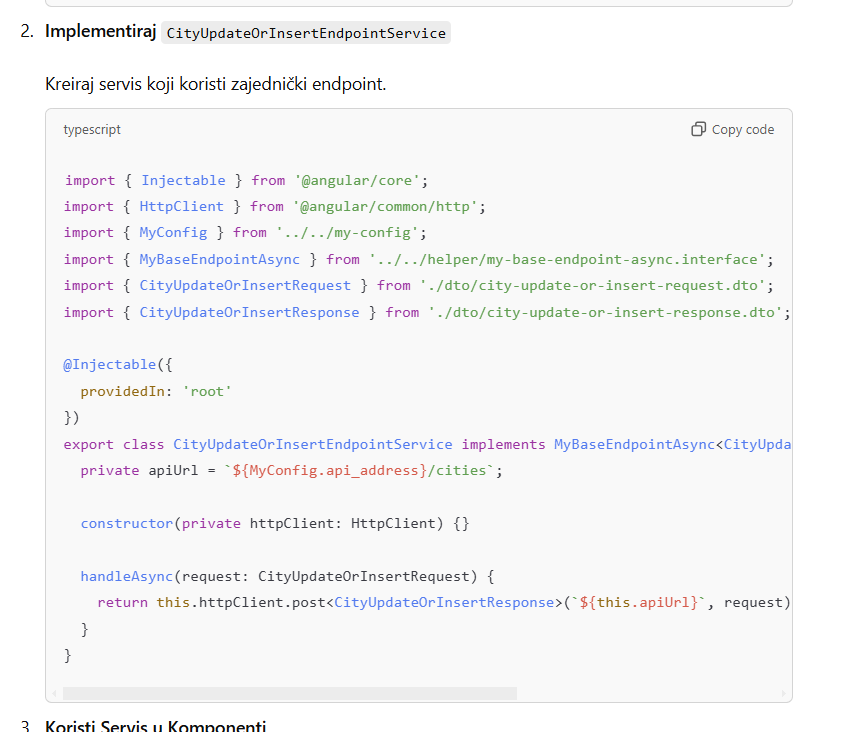 2. Implementiraj CityUpdateOrInsertEndpointService
Kreiraj servis koji koristi zajednički endpoint.
typescript
Copy code
import { Injectable } from '@angular/core';
import { HttpClient } from '@angular/common/http';
import { MyConfig } from '../../my-config';
import { MyBaseEndpointAsync } from '../../helper/my-base-endpoint-async.interface';
import { CityUpdateOrInsertRequest } from './dto/city-update-or-insert-request.dto';
import { CityUpdateOrInsertResponse } from './dto/city-update-or-insert-response.dto';
@Injectable({
  providedIn: 'root'
})
export class CityUpdateOrInsertEndpointService implements MyBaseEndpointAsync<CityUpda
  private apiUrl = `${MyConfig.api_address}/cities`;
  constructor(private httpClient: HttpClient) {}
  handleAsync(request: CityUpdateOrInsertRequest) {
    return this.httpClient.post<CityUpdateOrInsertResponse>(`${this.apiUrl}`, request)
  }
}
3. Koristi Servis u Komponenti